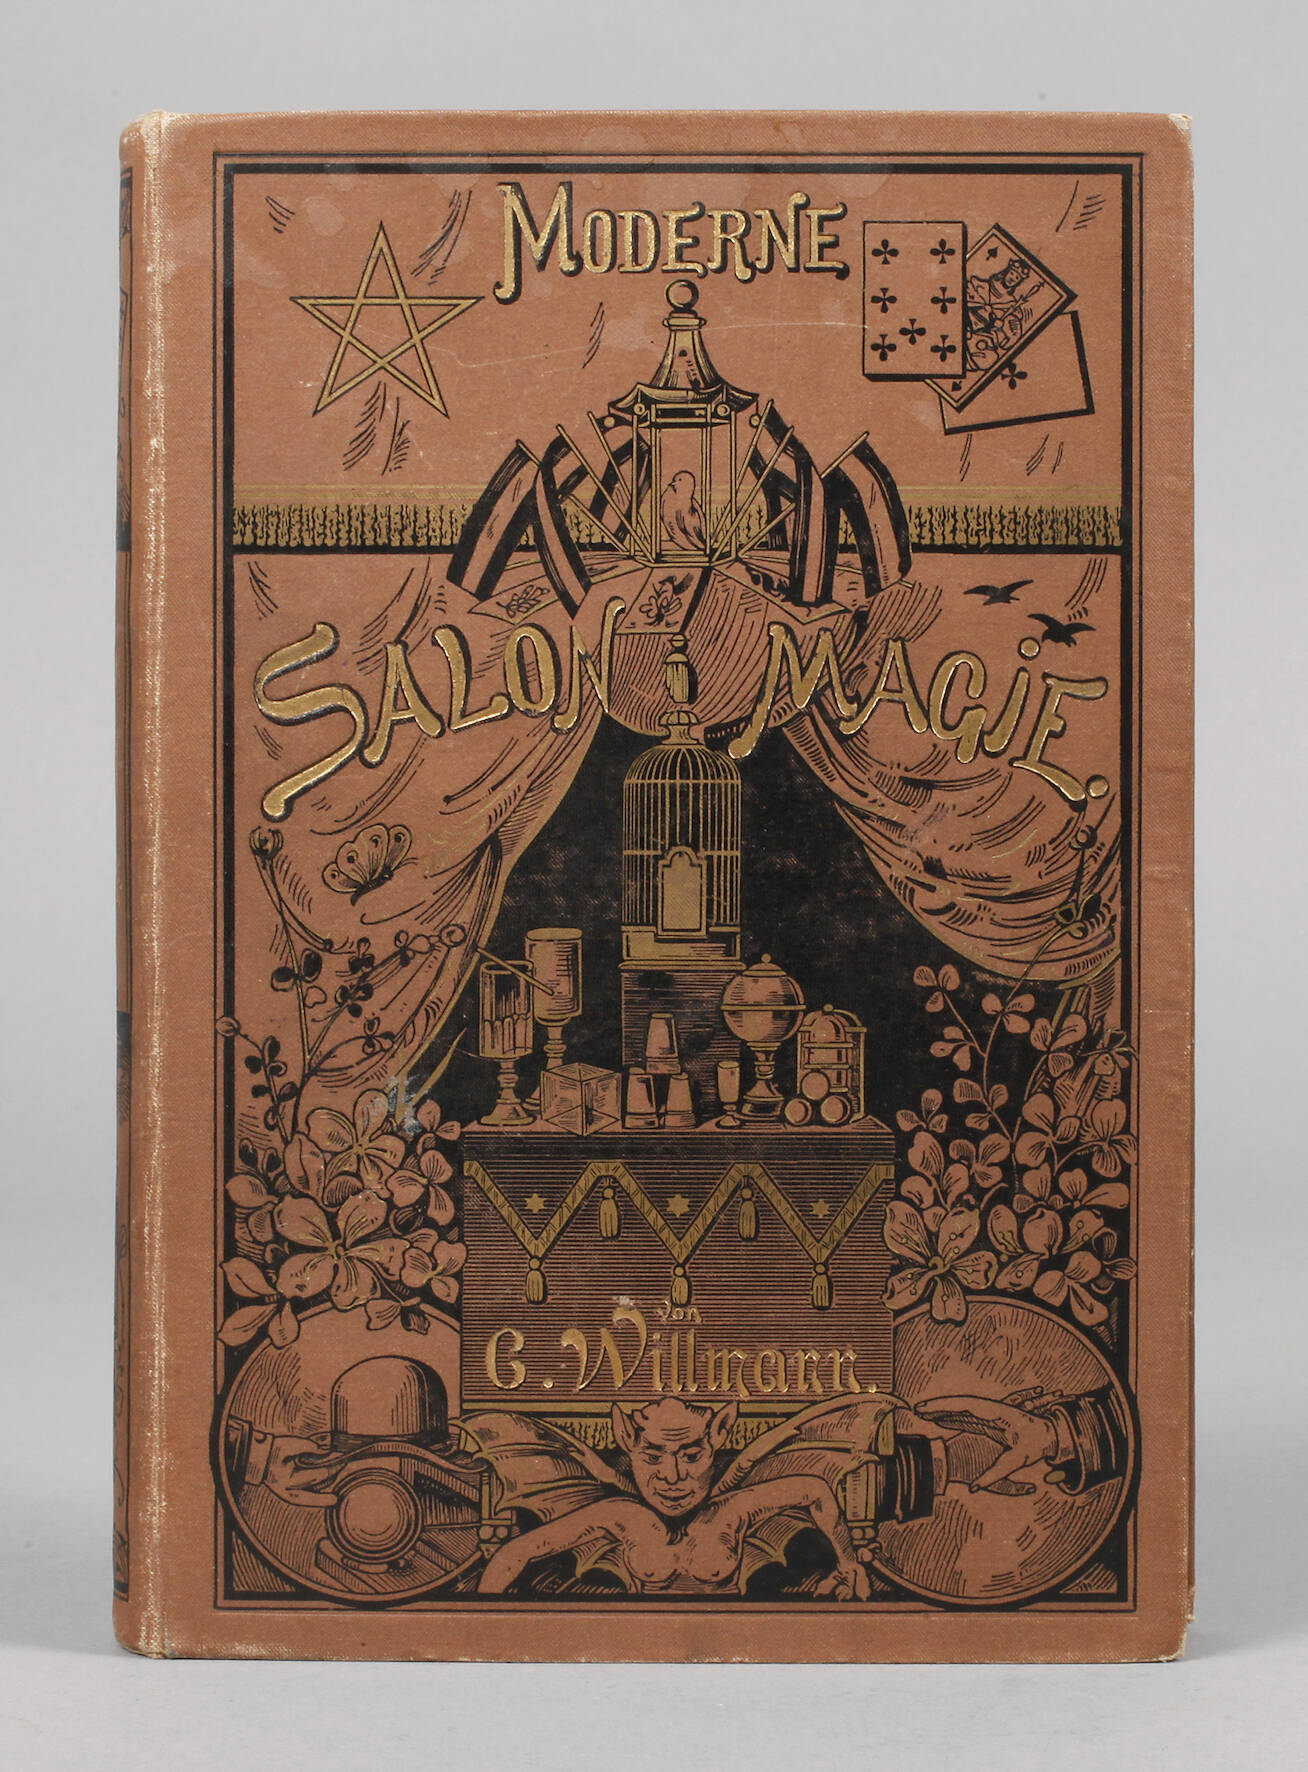 MODERNE
SALON MAGIE.
von
C. Willmann.